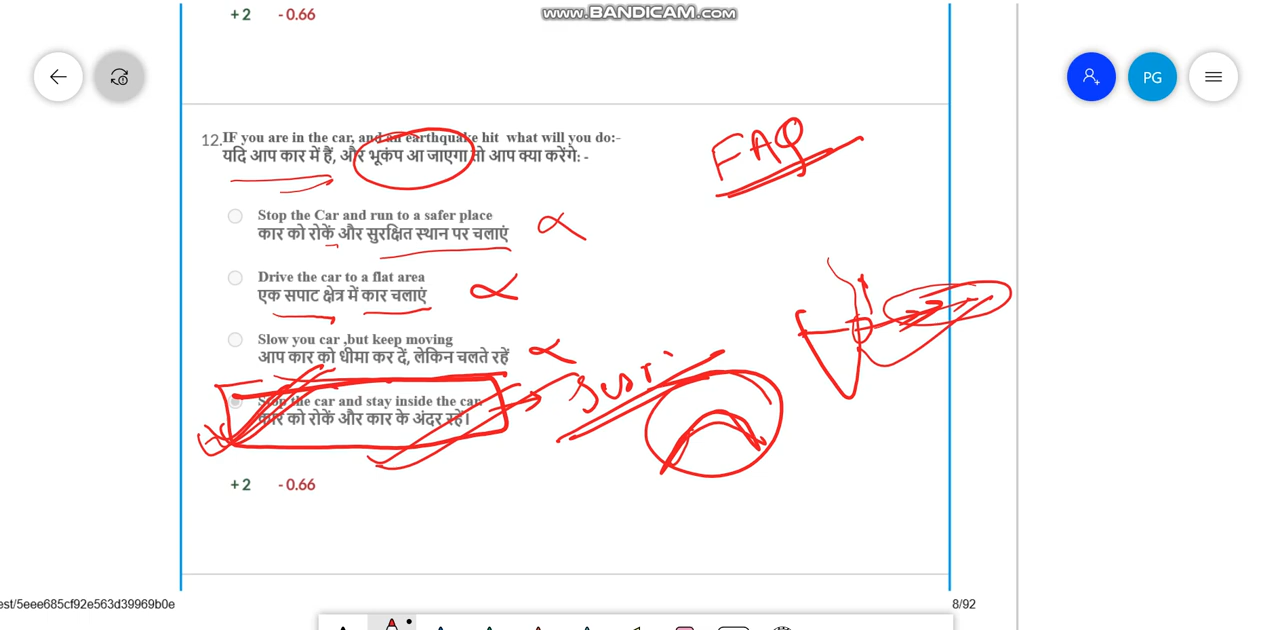 +2 -0.66
www.BANDICAM.com
PG
12.IF you are in the car, and an earthquake hit what will you do:-
यदि आप कार में हैं, और भूकंप आ जाएगा तो आप क्या करेंगे: -
FAQ
Stop the Car and run to a safer place
कार को रोकें और सुरक्षित स्थान पर चलाएं
Drive the car to a flat area
एक सपाट क्षेत्र में कार चलाएं
Slow you car ,but keep moving
आप कार को धीमा कर दें, लेकिन चलते रहें
Stop the car and stay inside the car.
कार को रोकें और कार के अंदर रहें।
+2 -0.66
est/5eee685cf92e563d39969b0e
8/92